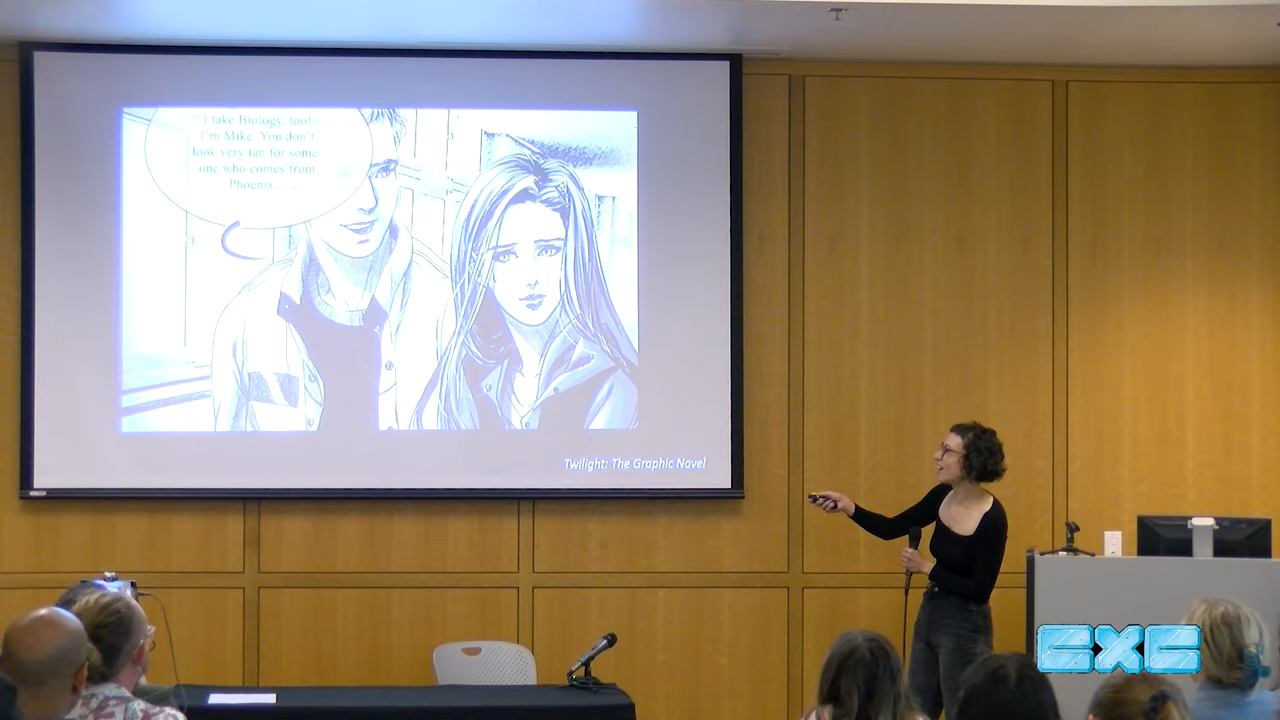 I take Biology, too!
I'm Mike. You don't
look very tan for some
one who comes from
Phoenix.
Twilight: The Graphic Novel
CXC